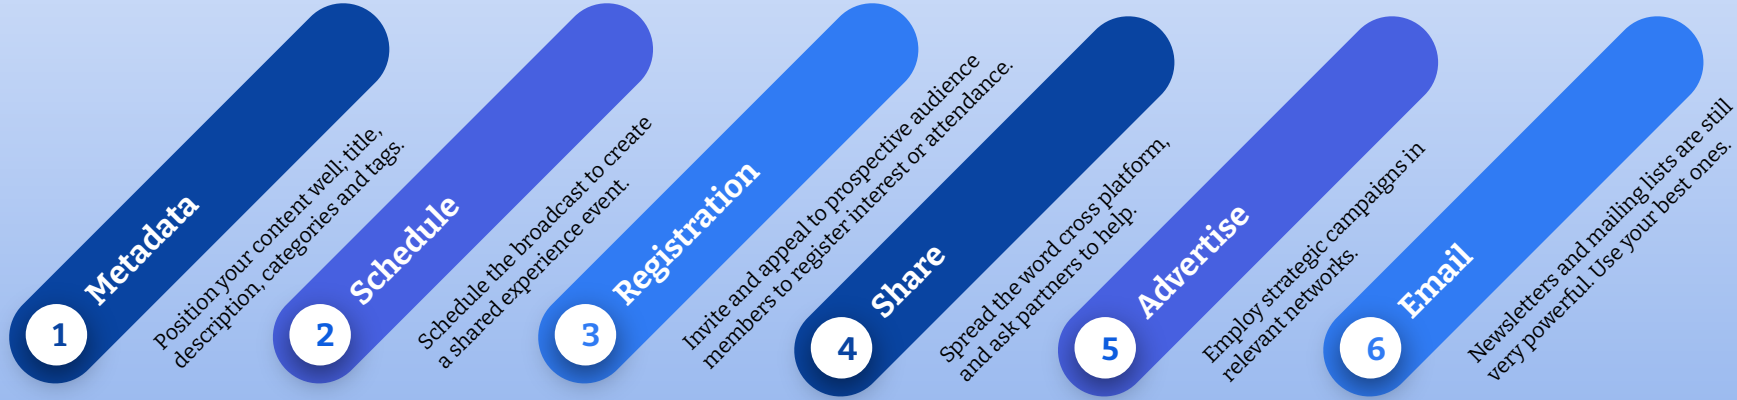 1
Metadata
Position your content well; title,
description, categories and tags.
2
Schedule
Schedule the broadcast to create
a shared experience event.
3
Registration
Invite and appeal to prospective audience
members to register interest or attendance.
4
Share
Spread the word cross platform,
and ask partners to help.
5
Advertise
Employ strategic campaigns in
relevant networks.
6
Email
Newsletters and mailing lists are still
very powerful. Use your best ones.